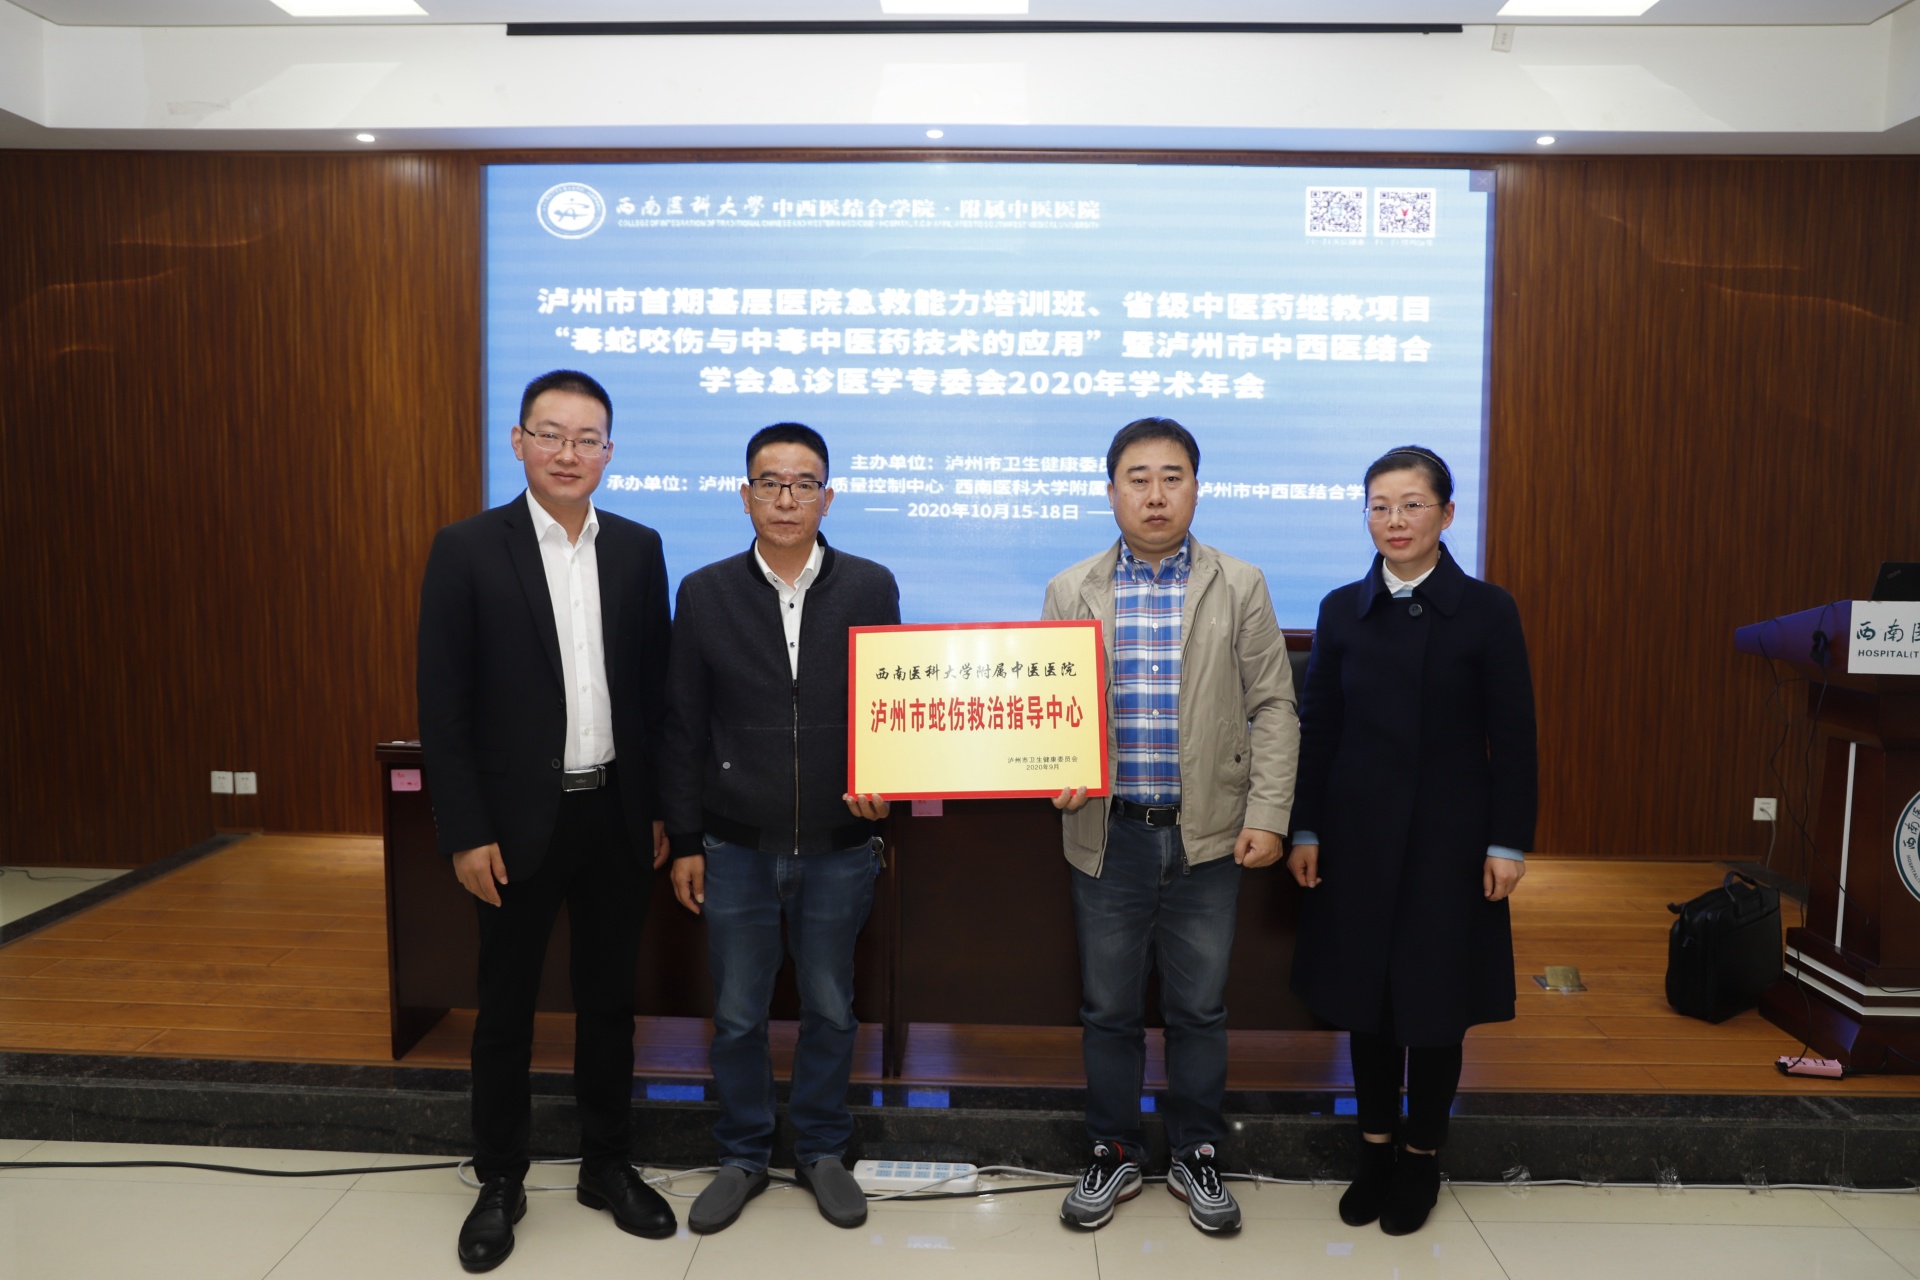 西南医科大學 中西医结合学院·附属中医医院
泸州市首期基层医院急救能力培训班、省级中医药继教项目
“毒蛇咬伤与中毒中医药技术的应用”暨泸州市中西医结合
学会急诊医学专委会2020年学术年会
主办单位：泸州市卫生健康委员
承办单位：泸州市 质量控制中心 西南医科大学附属 泸州市中西医结合学
2020年10月15-18日
西南医科大学附属中医医院
泸州市蛇伤救治指导中心
泸州市卫生健康委员会
2020年9月
西南医
HOSPITAL(T